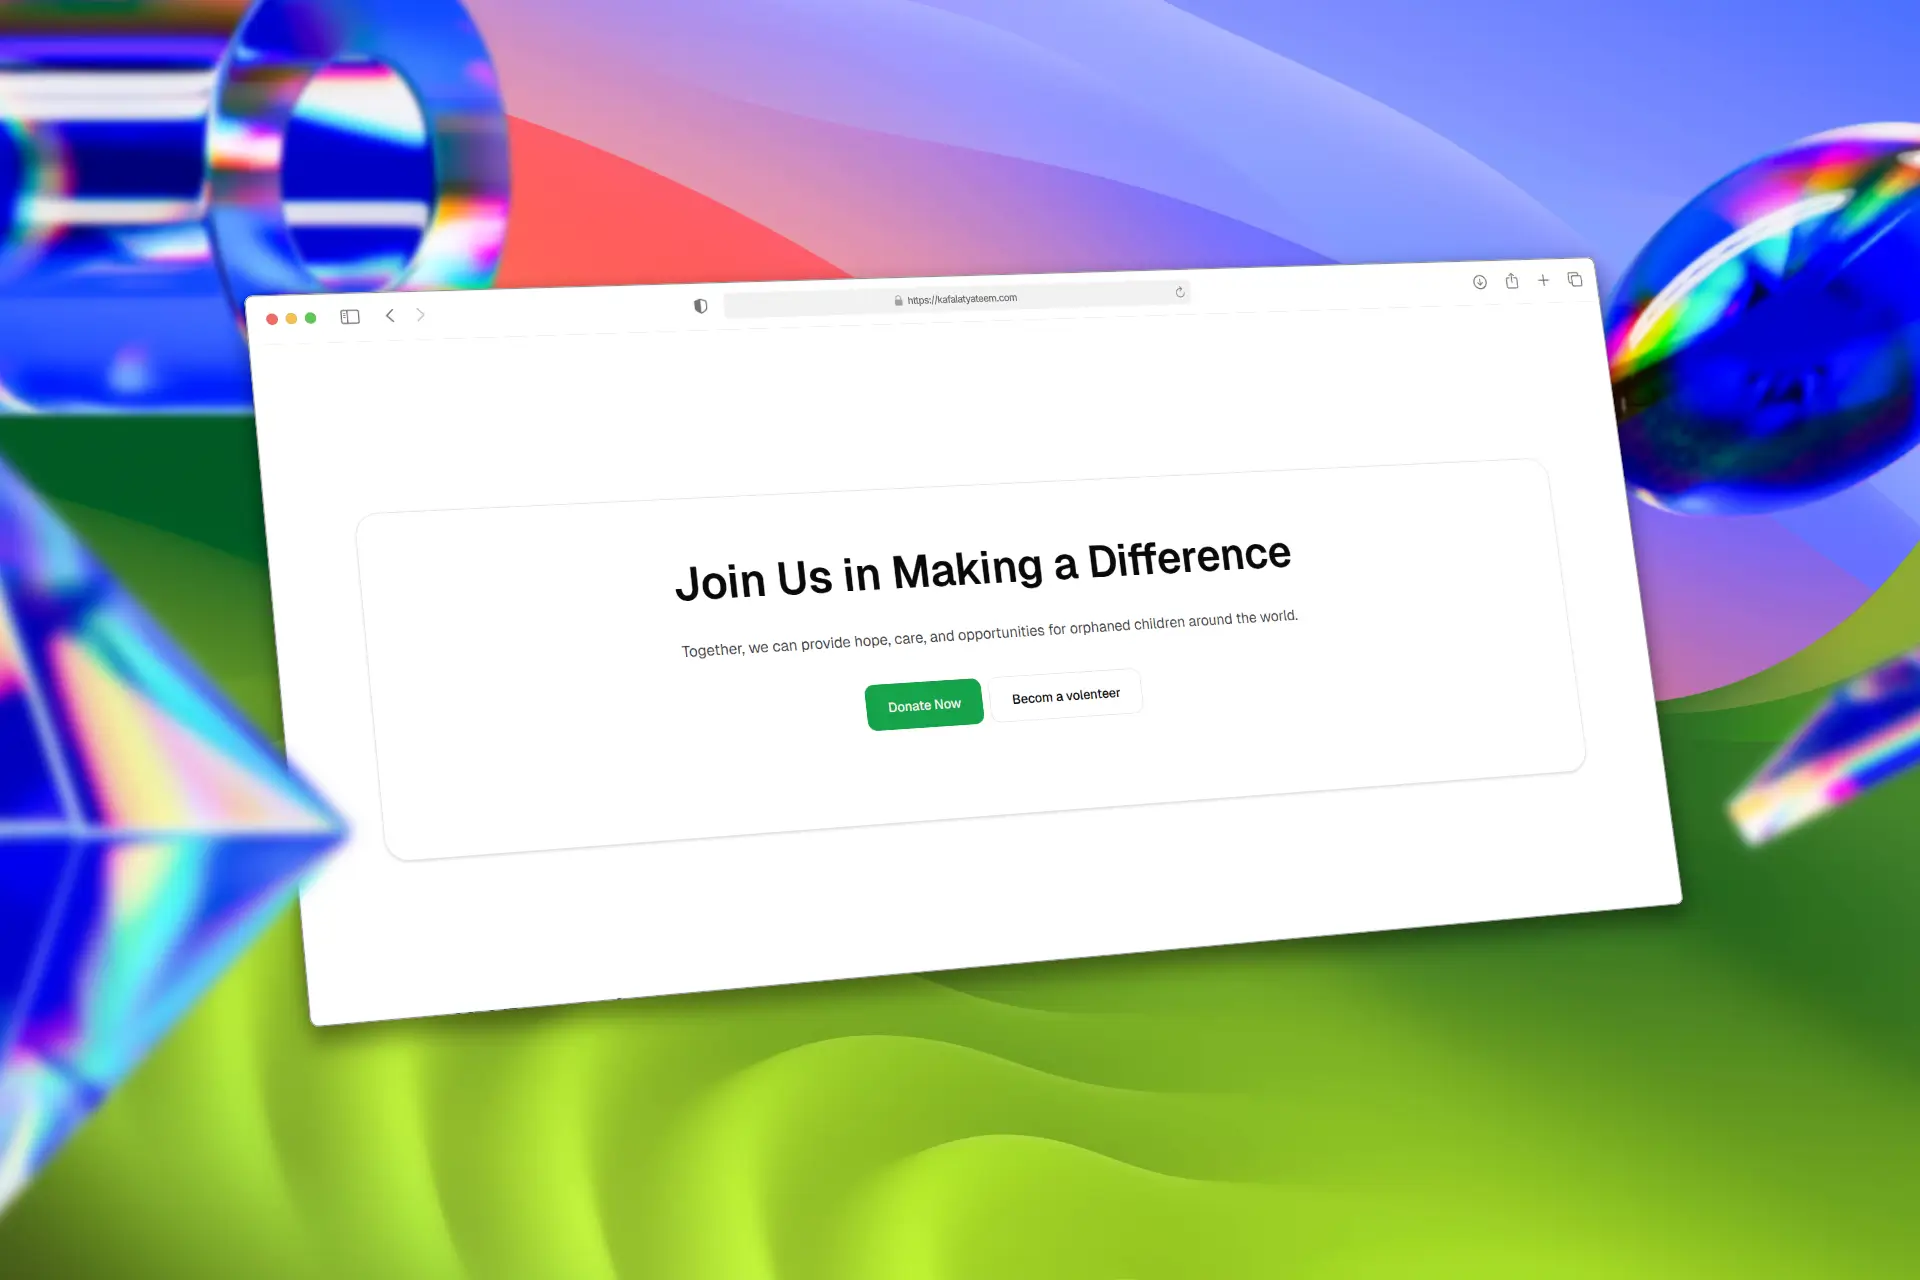 https://kafalatyateem.com
Join Us in Making a Difference
Together, we can provide hope, care, and opportunities for orphaned children around the world.
Donate Now
Becom a volenteer